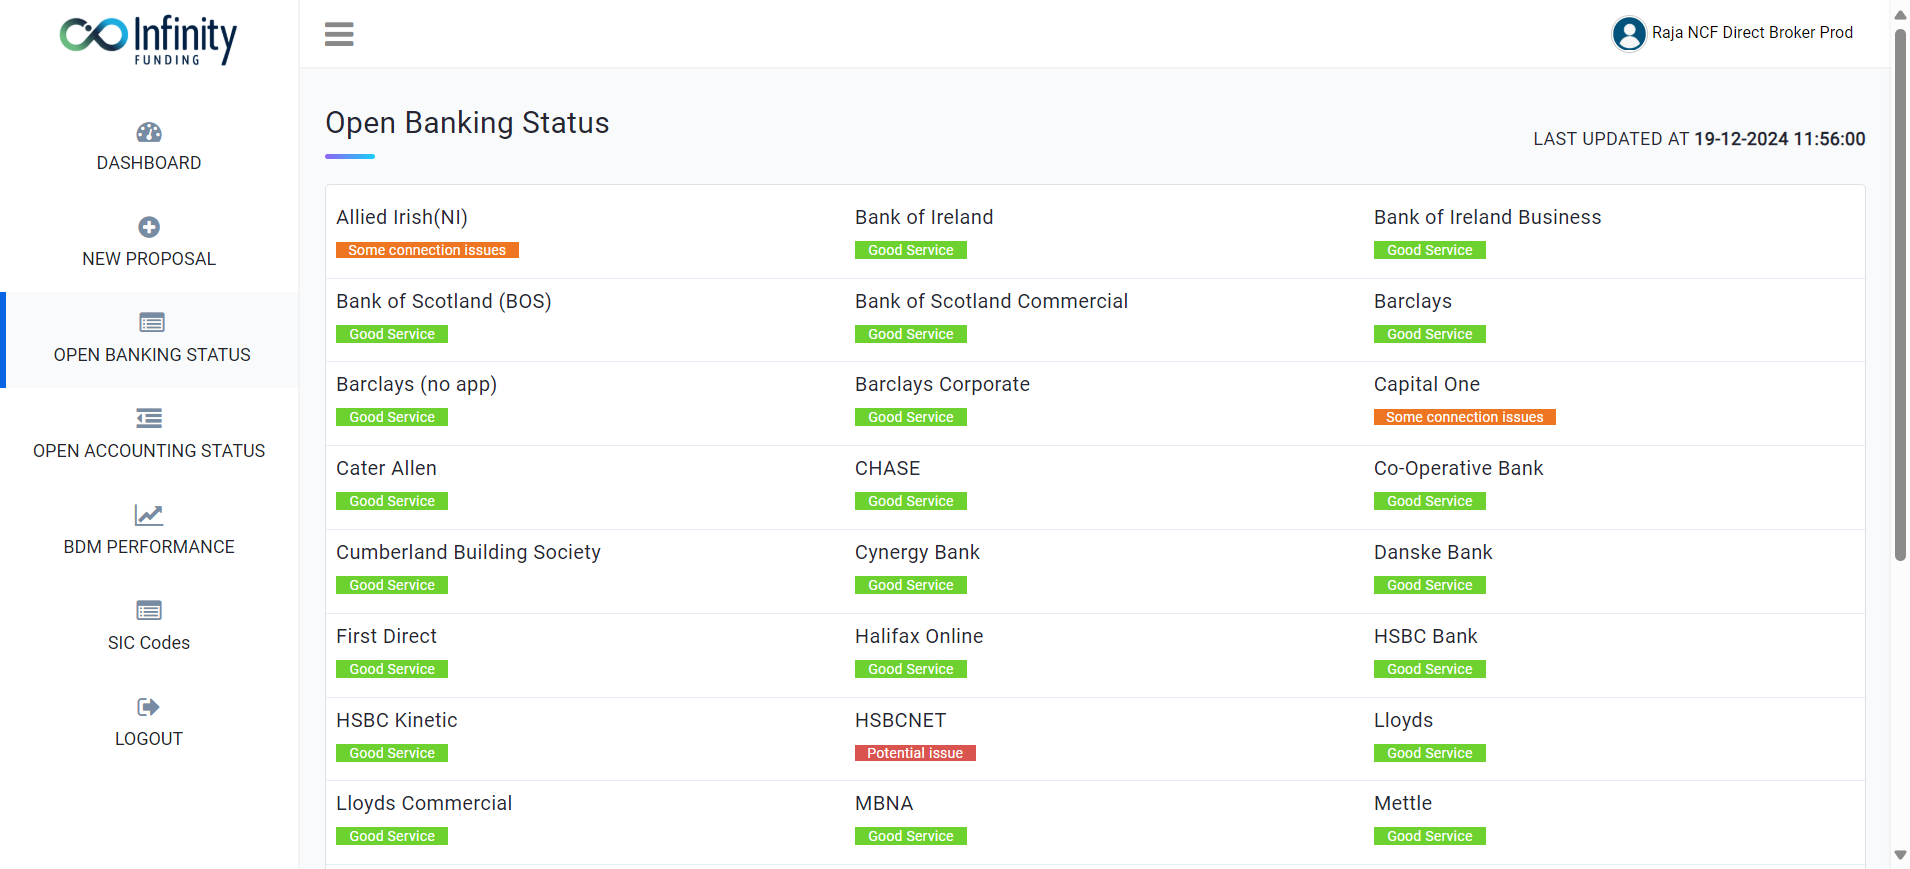 Infinity
FUNDING
Raja NCF Direct Broker Prod
DASHBOARD
NEW PROPOSAL
OPEN BANKING STATUS
OPEN ACCOUNTING STATUS
BDM PERFORMANCE
SIC Codes
LOGOUT
Open Banking Status
LAST UPDATED AT 19-12-2024 11:56:00
Allied Irish(NI)
Some connection issues
Bank of Ireland
Good Service
Bank of Ireland Business
Good Service
Bank of Scotland (BOS)
Good Service
Bank of Scotland Commercial
Good Service
Barclays
Good Service
Barclays (no app)
Good Service
Barclays Corporate
Good Service
Capital One
Some connection issues
Cater Allen
Good Service
CHASE
Good Service
Co-Operative Bank
Good Service
Cumberland Building Society
Good Service
Cynergy Bank
Good Service
Danske Bank
Good Service
First Direct
Good Service
Halifax Online
Good Service
HSBC Bank
Good Service
HSBC Kinetic
Good Service
HSBCNET
Potential issue
Lloyds
Good Service
Lloyds Commercial
Good Service
MBNA
Good Service
Mettle
Good Service